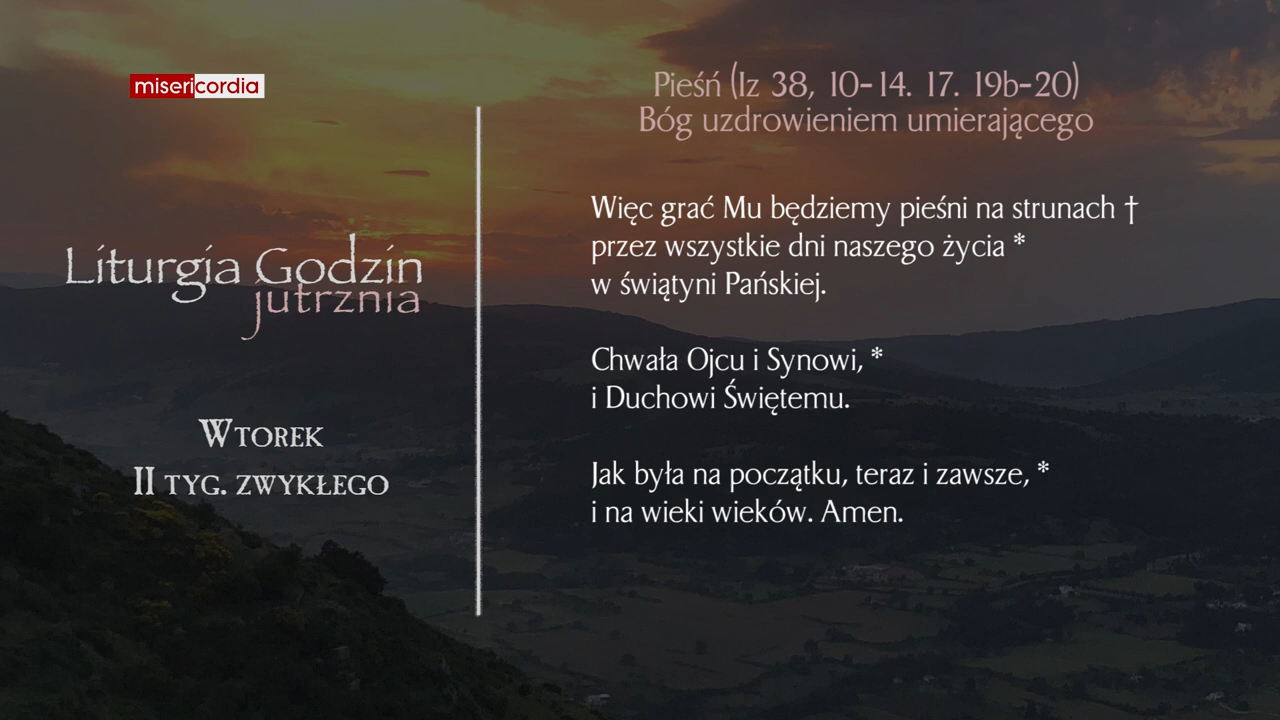 misericordia
Liturgia Godzin
jutrznia
Wtorek
II tyg. zwykłego
Pieśń (Iz 38, 10-14. 17. 19b-20)
Bóg uzdrowieniem umierającego
Więc grać Mu będziemy pieśni na strunach †
przez wszystkie dni naszego życia *
w świątyni Pańskiej.
Chwała Ojcu i Synowi, *
i Duchowi Świętemu.
Jak była na początku, teraz i zawsze, *
i na wieki wieków. Amen.